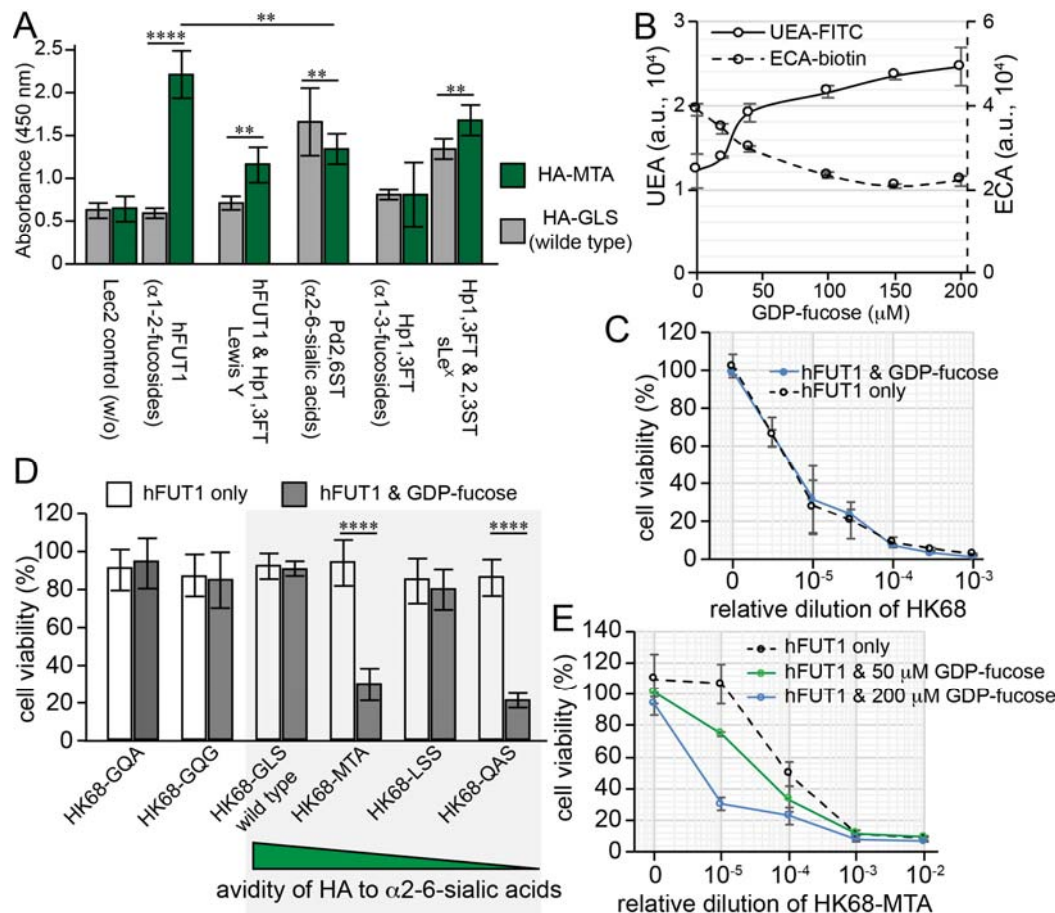 A
**
**** ** ** **
2.5
2.0
1.5
1.0
0.5
0
Absorbance (450 nm)
HA-MTA
HA-GLS
(wilde type)
Lec2 control (w/o)
hFUT1
(α1-2-fucosides)
hFUT1 & Hp1,3FT
Lewis Y
Pd2,6ST
(α2-6-sialic acids)
Hp1,3FT
(α1-3-fucosides)
Hp1,3FT & 2,3ST
sLeX
B
UEA-FITC
ECA-biotin
3
2
1
0
UEA (a.u., 10⁴)
6
4
2
0
ECA (a.u., 10⁴)
0 50 100 150 200
GDP-fucose (μM)
C
120
100
80
60
40
20
0
cell viability (%)
hFUT1 & GDP-fucose
hFUT1 only
0 10⁻⁵ 10⁻⁴ 10⁻³
relative dilution of HK68
D
hFUT1 only hFUT1 & GDP-fucose
**** ****
120
100
80
60
40
20
0
cell viability (%)
HK68-GQA
HK68-GQG
HK68-GLS
wild type
HK68-MTA
HK68-LSS
HK68-QAS
avidity of HA to α2-6-sialic acids
E
140
120
100
80
60
40
20
0
cell viability (%)
hFUT1 only
hFUT1 & 50 μM GDP-fucose
hFUT1 & 200 μM GDP-fucose
0 10⁻⁵ 10⁻⁴ 10⁻³ 10⁻²
relative dilution of HK68-MTA